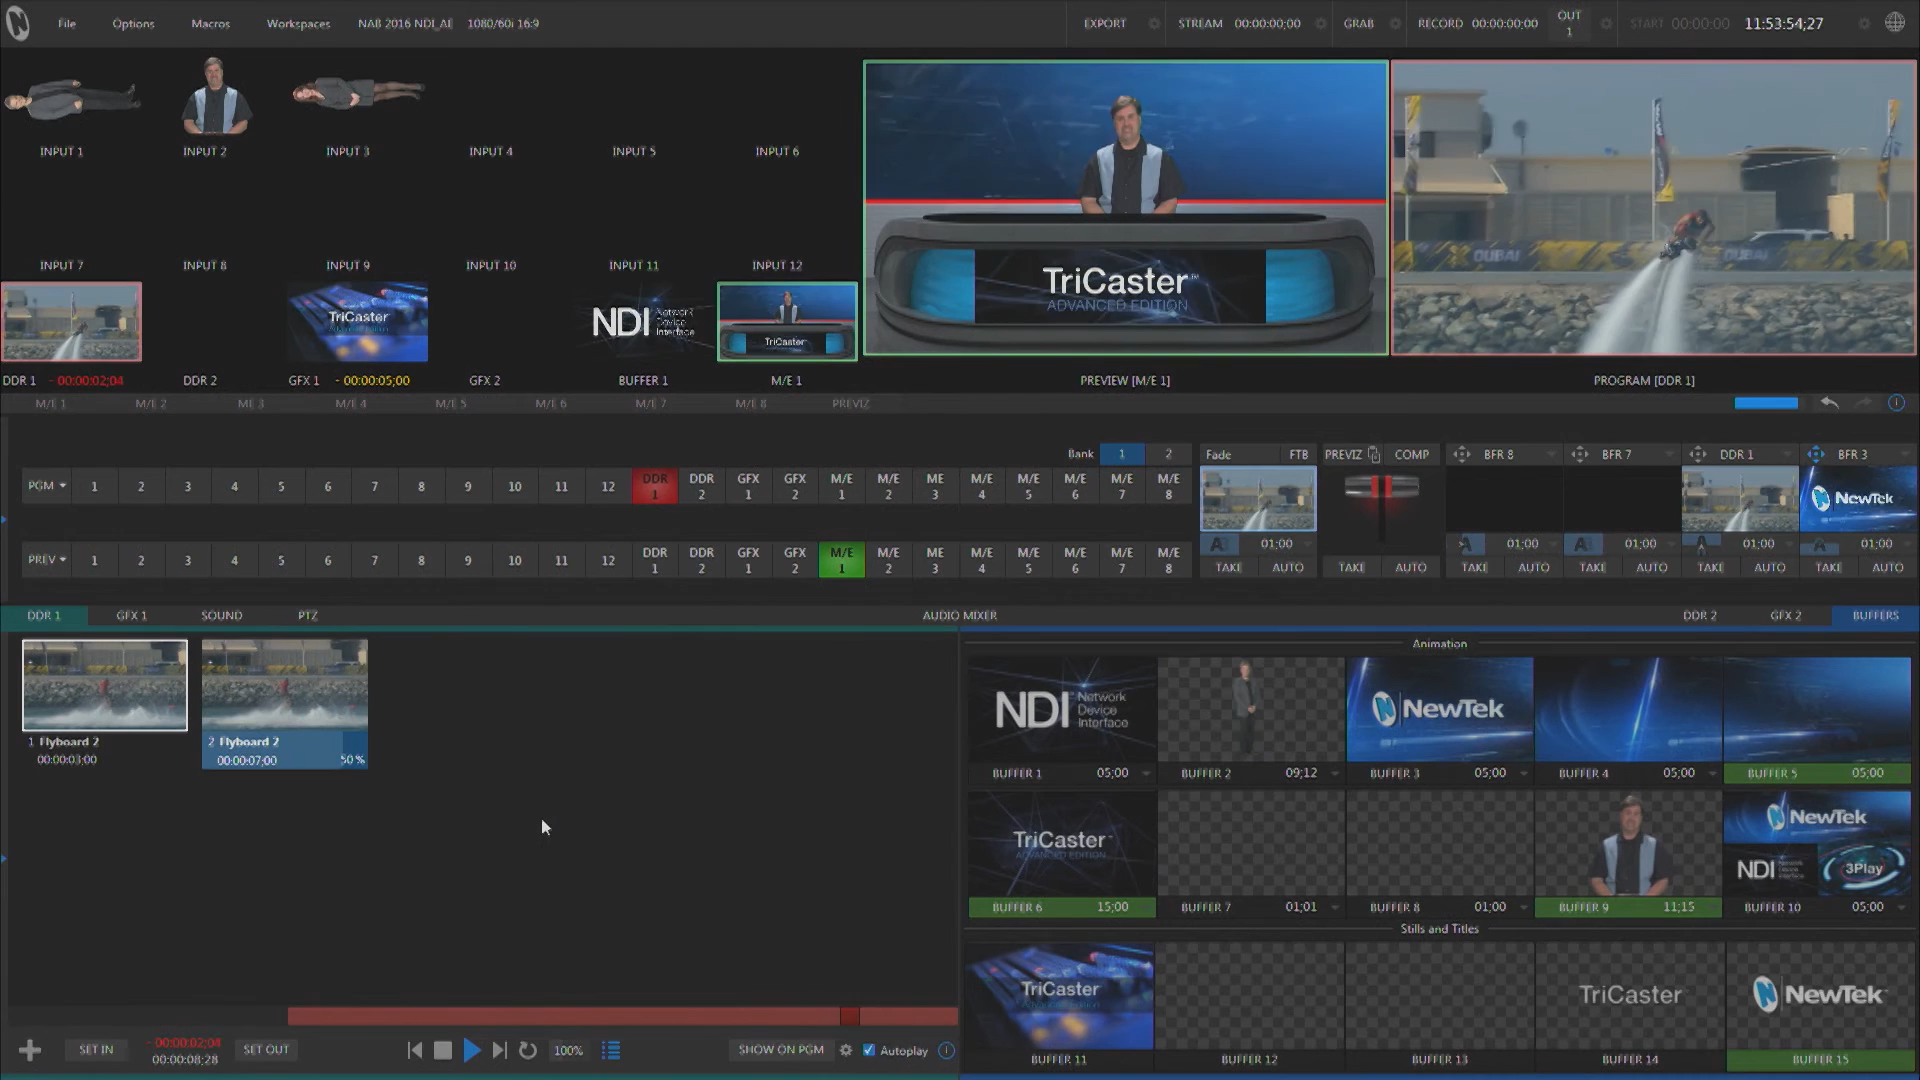 File Options Macros Workspaces NAB 2016 NDI_AE 1080/60i 16:9
EXPORT STREAM 00:00:00;00 GRAB RECORD 00:00:00;00 OUT 1 START 00:00:00 11:53:54;27
INPUT 1 INPUT 2 INPUT 3 INPUT 4 INPUT 5 INPUT 6
INPUT 7 INPUT 8 INPUT 9 INPUT 10 INPUT 11 INPUT 12
TriCaster
ADVANCED EDITION
DUBAI DUBAI
TriCaster
Advanced Edition
NDI Network
Device
Interface
TriCaster
DDR 1 - 00:00:02;04 DDR 2 GFX 1 - 00:00:05;00 GFX 2 BUFFER 1 M/E 1
PREVIEW [M/E 1] PROGRAM [DDR 1]
M/E 1 M/E 2 ME 3 M/E 4 M/E 5 M/E 6 M/E 7 M/E 8 PREVIZ
Bank 1 2
Fade FTB PREVIZ COMP BFR 8 BFR 7 DDR 1 BFR 3
PGM 1 2 3 4 5 6 7 8 9 10 11 12 DDR 1 DDR 2 GFX 1 GFX 2 M/E 1 M/E 2 ME 3 M/E 4 M/E 5 M/E 6 M/E 7 M/E 8
NewTek
01;00 01;00 01;00 01;00 01;00
PREV 1 2 3 4 5 6 7 8 9 10 11 12 DDR 1 DDR 2 GFX 1 GFX 2 M/E 1 M/E 2 ME 3 M/E 4 M/E 5 M/E 6 M/E 7 M/E 8
TAKE AUTO TAKE AUTO TAKE AUTO TAKE AUTO TAKE AUTO TAKE AUTO
DDR 1 GFX 1 SOUND PTZ AUDIO MIXER DDR 2 GFX 2 BUFFERS
1 Flyboard 2
00:00:03;00
2 Flyboard 2
00:00:07;00 50 %
Animation
NDI Network
Device
Interface
NewTek
BUFFER 1 05;00 BUFFER 2 09;12 BUFFER 3 05;00 BUFFER 4 05;00 BUFFER 5 05;00
TriCaster
ADVANCED EDITION
NewTek
NDI 3Play
BUFFER 6 15;00 BUFFER 7 01;01 BUFFER 8 01;00 BUFFER 9 11;15 BUFFER 10 05;00
Stills and Titles
TriCaster
Advanced Edition
TriCaster
NewTek
BUFFER 11 BUFFER 12 BUFFER 13 BUFFER 14 BUFFER 15
SET IN - 00:00:02;04
00:00:08;28
SET OUT 100% SHOW ON PGM Autoplay